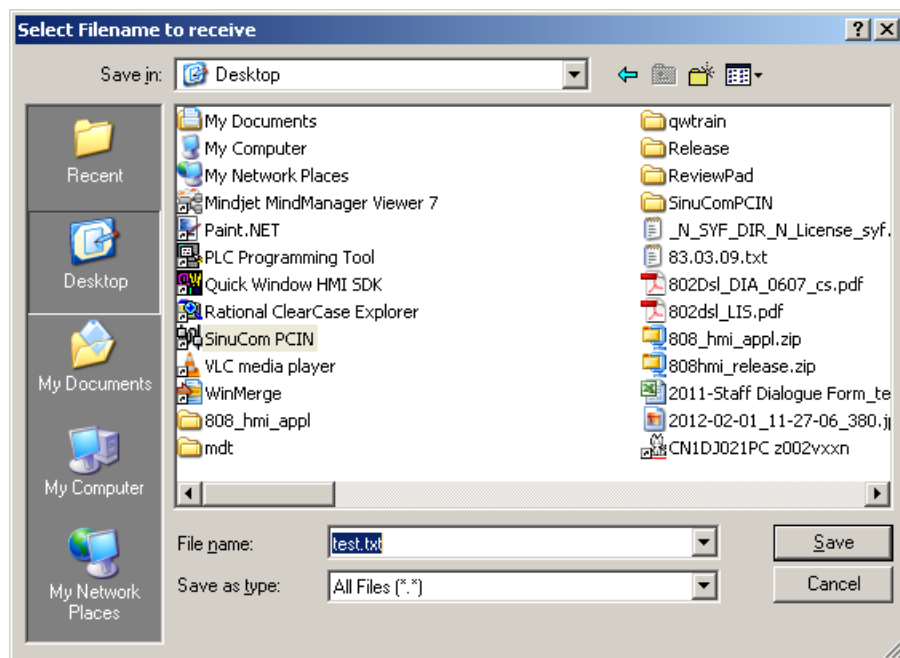 Select Filename to receive
Save in:
Desktop
Recent
Desktop
My Documents
My Computer
My Network
Places
My Documents
My Computer
My Network Places
Mindjet MindManager Viewer 7
Paint.NET
PLC Programming Tool
Quick Window HMI SDK
Rational ClearCase Explorer
SinuCom PCIN
VLC media player
WinMerge
808_hmi_appl
mdt
qwtrain
Release
ReviewPad
SinuComPCIN
_N_SYF_DIR_N_License_syf.
83.03.09.txt
802Dsl_DIA_0607_cs.pdf
802dsl_LIS.pdf
808_hmi_appl.zip
808hmi_release.zip
2011-Staff Dialogue Form_te
2012-02-01_11-27-06_380.j
CN1DJ021PC z002vxxn
File name:
test.txt
Save
Save as type:
All Files (*.*)
Cancel